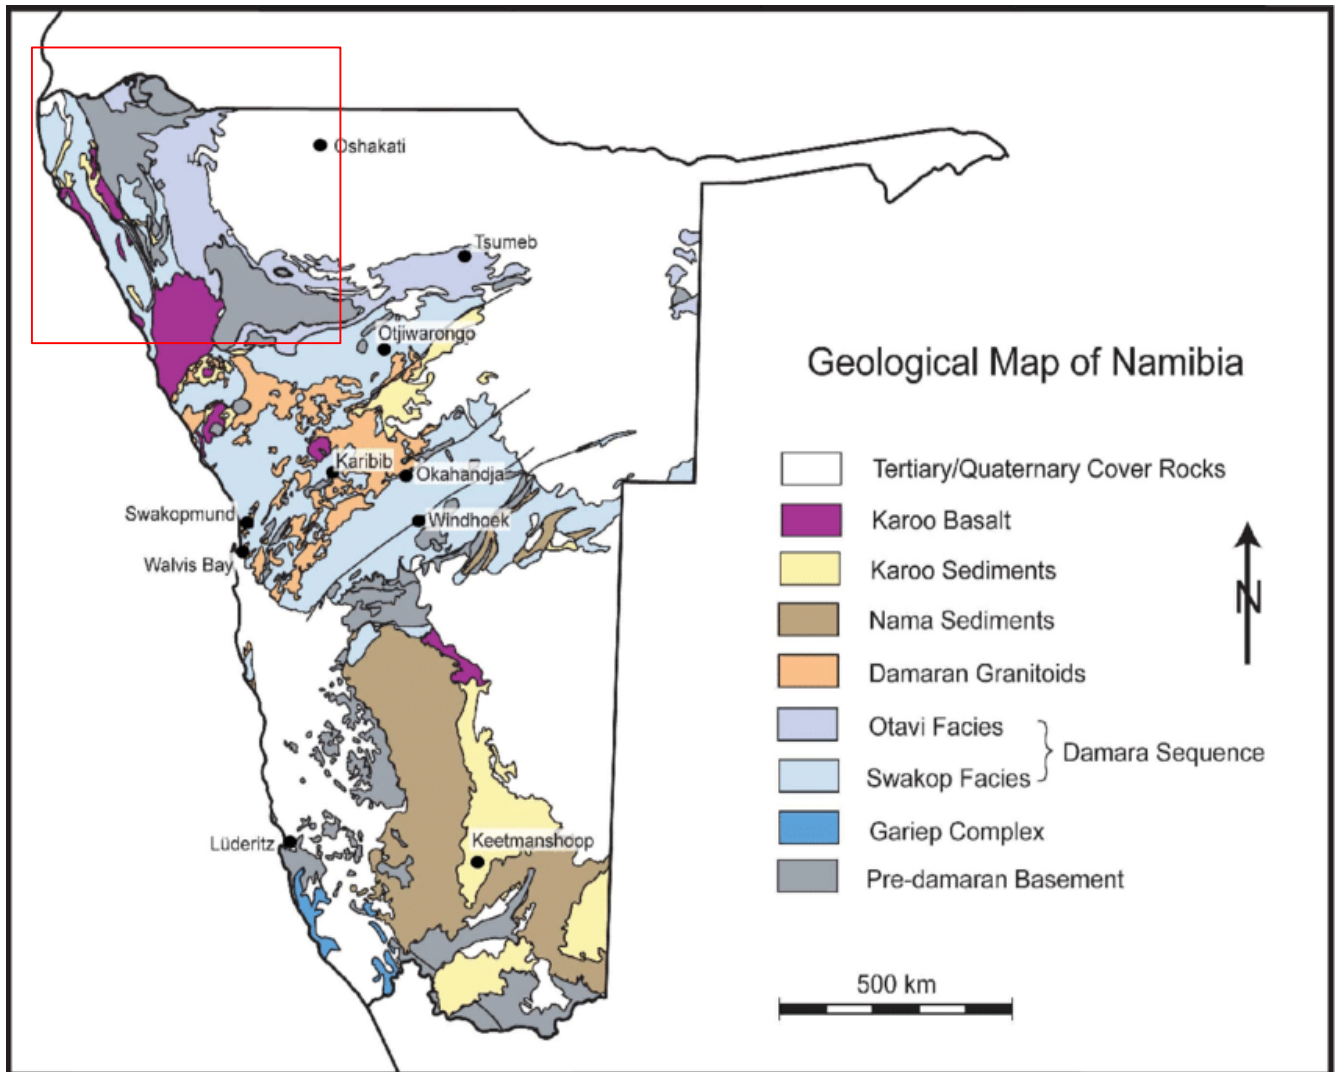 Oshakati
Tsumeb
Otjiwarongo
Geological Map of Namibia
Karibib
Okahandja
Tertiary/Quaternary Cover Rocks
Swakopmund
Windhoek
Karoo Basalt
Walvis Bay
Karoo Sediments
N
Nama Sediments
Damaran Granitoids
Otavi Facies
Damara Sequence
Swakop Facies
Lüderitz
Keetmanshoop
Gariep Complex
Pre-damaran Basement
500 km